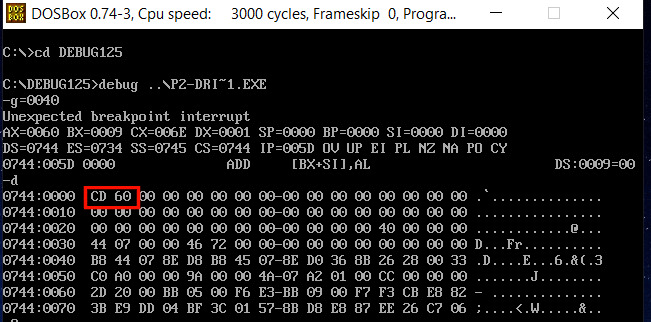 DOS
BOX
DOSBox 0.74-3, Cpu speed: 3000 cycles, Frameskip 0, Progra...
C:\>cd DEBUG125
C:\DEBUG125>debug ..\P2-DRI~1.EXE
-g=0040
Unexpected breakpoint interrupt
AX=0060 BX=0009 CX=006E DX=0001 SP=0000 BP=0000 SI=0000 DI=0000
DS=0744 ES=0734 SS=0745 CS=0744 IP=005D OV UP EI PL NZ NA PO CY
0744:005D 0000 ADD [BX+SI],AL DS:0009=00
-d
0744:0000 CD 60 00 00 00 00 00 00-00 00 00 00 00 00 00 00 .`..............
0744:0010 00 00 00 00 00 00 00 00-00 00 00 00 00 00 00 00 ................
0744:0020 00 00 00 00 00 00 00 00-00 00 00 00 40 00 00 00 ............@...
0744:0030 44 07 00 00 46 72 00 00-00 00 00 00 00 00 00 00 D...Fr..........
0744:0040 B8 44 07 8E D8 B8 45 07-8E D0 36 8B 26 28 00 33 .D....E...6.&(.3
0744:0050 C0 A0 00 00 9A 00 00 4A-07 A2 01 00 CC 00 00 00 .......J........
0744:0060 2D 20 00 BB 05 00 F6 E3-BB 09 00 F7 F3 CB E8 82 - ..............
0744:0070 3B E9 DD 04 BF 3C 01 57-8B D8 E8 87 EE 26 C7 06 ;....<.W.....&..